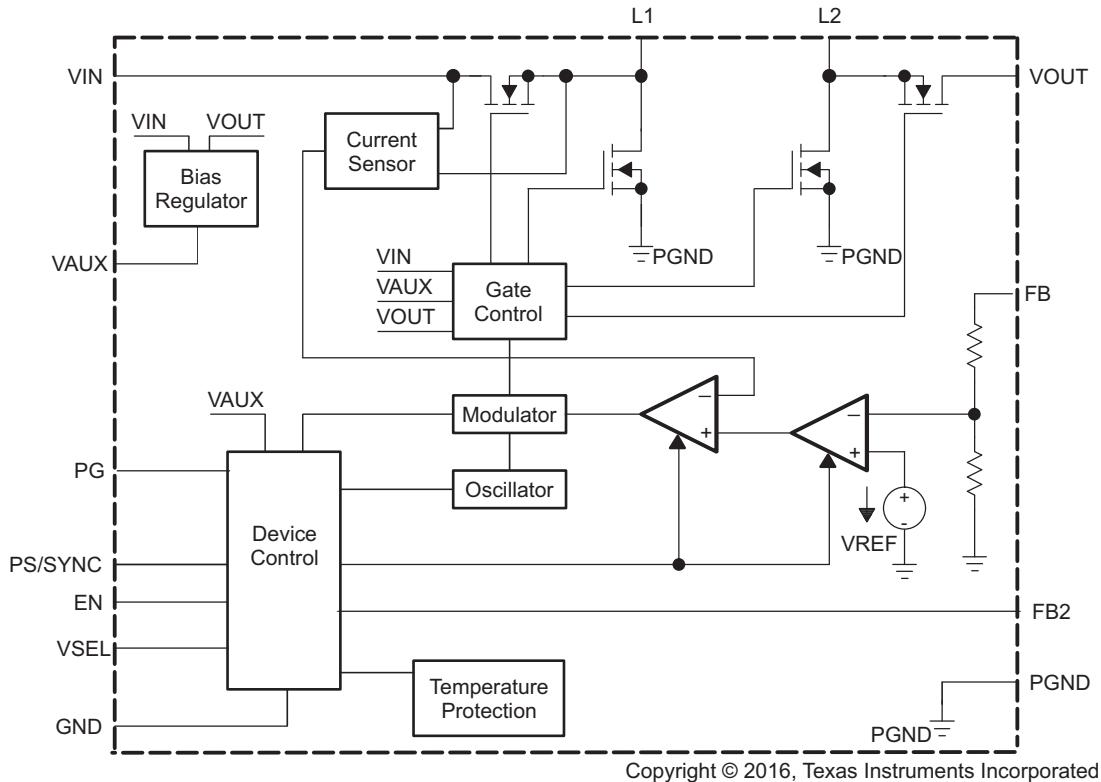 L1
L2
VIN
VOUT
VIN
VOUT
Current
Sensor
Bias
Regulator
VAUX
PGND
PGND
VIN
VAUX
VOUT
Gate
Control
FB
VAUX
Modulator
−
+
−
+
PG
Oscillator
+
-
VREF
Device
Control
PS/SYNC
EN
FB2
VSEL
Temperature
Protection
PGND
GND
PGND
Copyright © 2016, Texas Instruments Incorporated